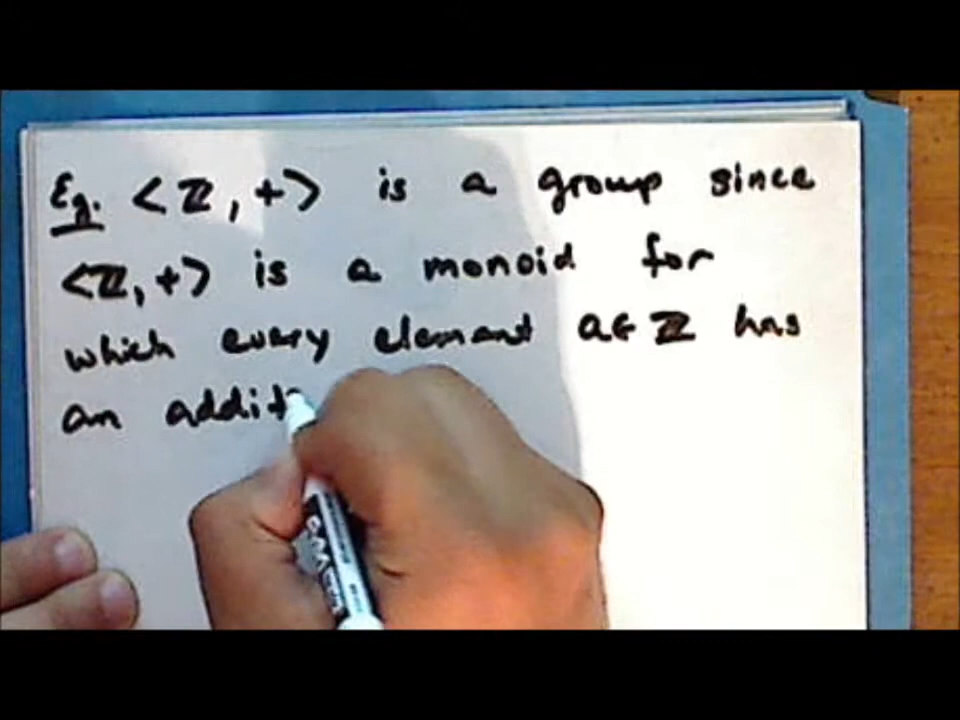 Eg. <ℤ, +> is a group since
<ℤ, +> is a monoid for
which every element a∈ℤ has
an addit